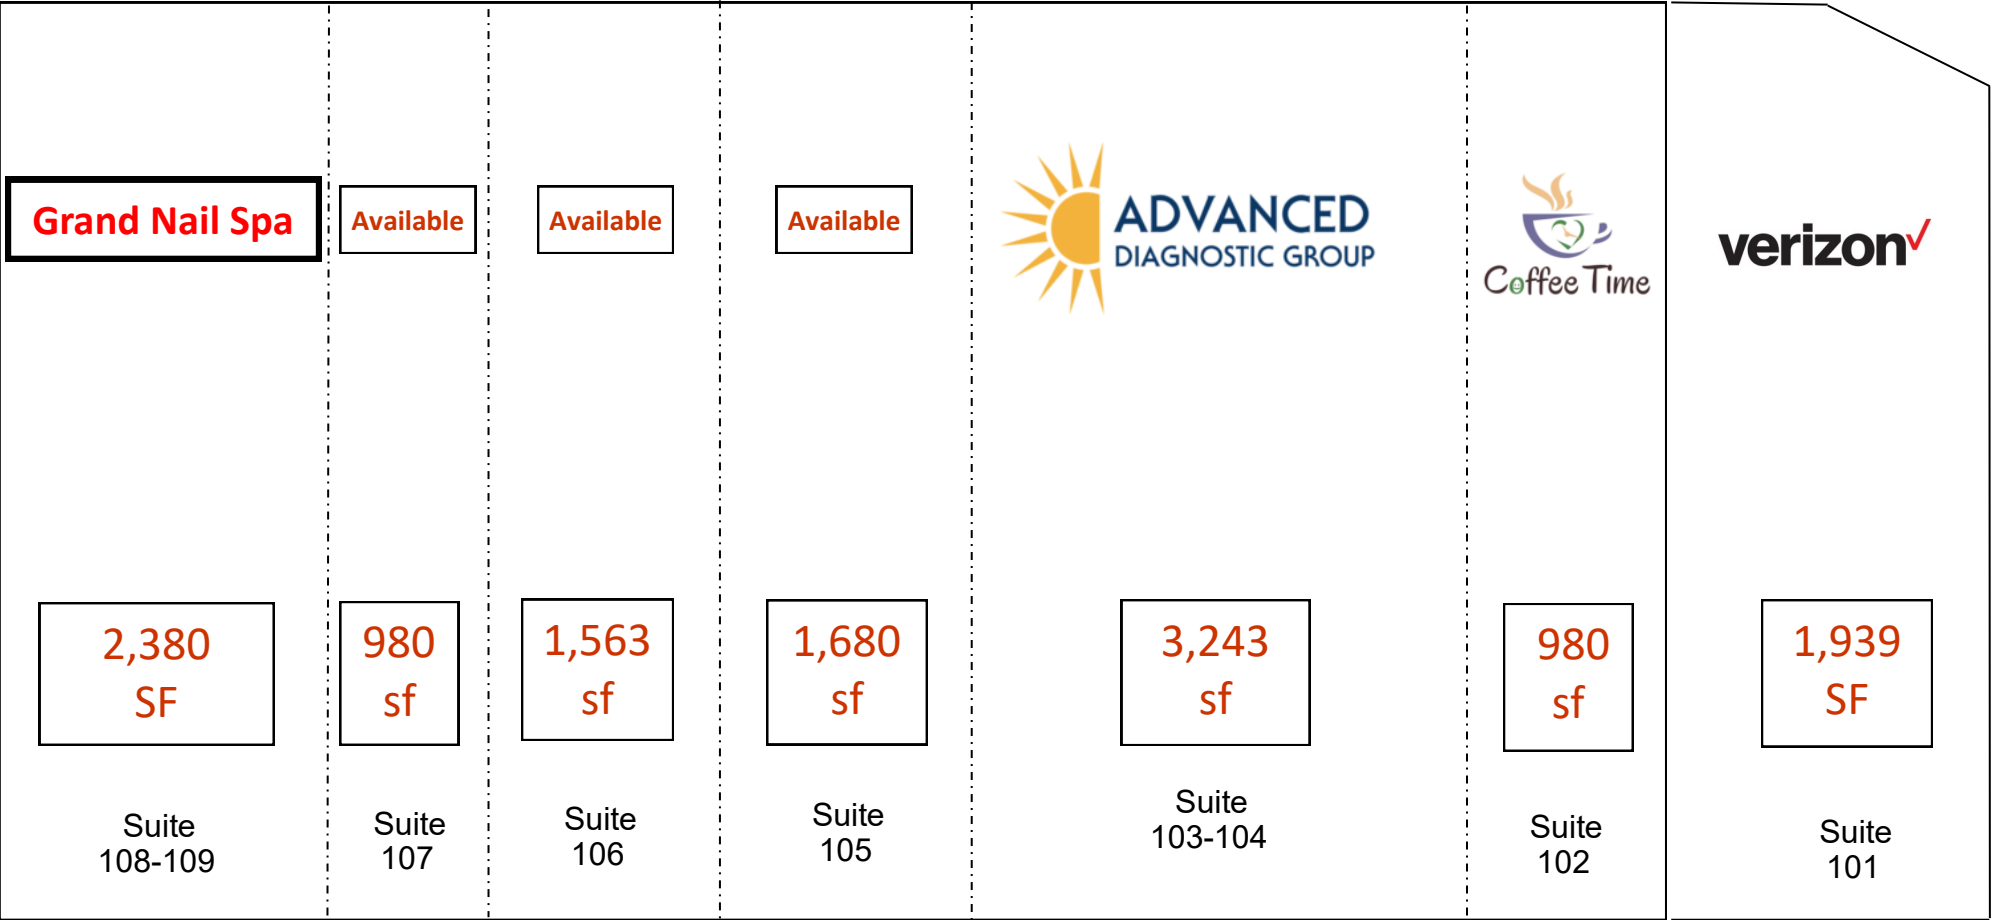 Grand Nail Spa
Available
Available
Available
ADVANCED
DIAGNOSTIC GROUP
Coffee Time
verizon
2,380
SF
980
sf
1,563
sf
1,680
sf
3,243
sf
980
sf
1,939
SF
Suite
108-109
Suite
107
Suite
106
Suite
105
Suite
103-104
Suite
102
Suite
101